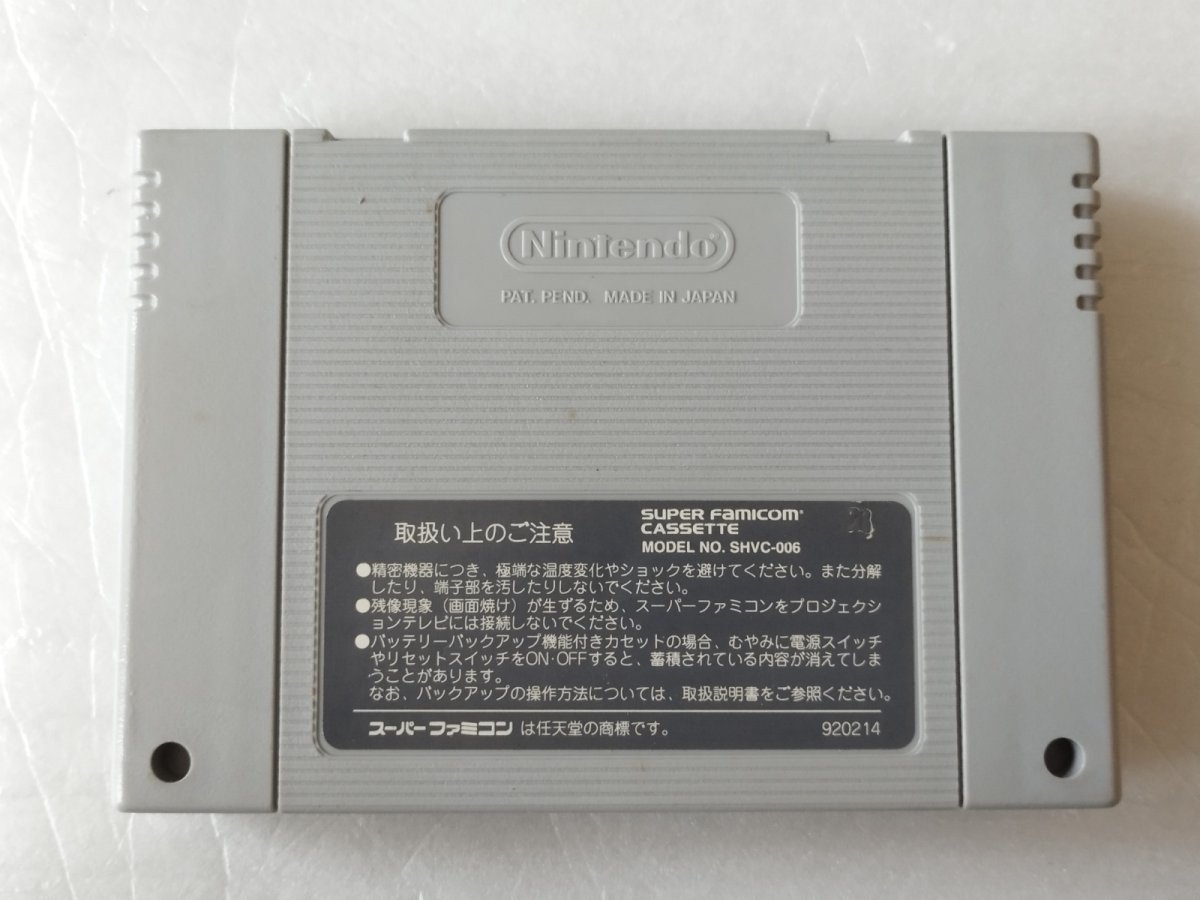 Nintendo®
PAT. PEND. MADE IN JAPAN
取扱い上のご注意
SUPER FAMICOM®
CASSETTE
MODEL NO. SHVC-006
●精密機器につき、極端な温度変化やショックを避けてください。また分解
したり、端子部を汚したりしないでください。
●残像現象（画面焼け）が生ずるため、スーパーファミコンをプロジェクシ
ョンテレビには接続しないでください。
●バッテリーバックアップ機能付きカセットの場合、むやみに電源スイッチ
やリセットスイッチをON·OFFすると、蓄積されている内容が消えてしま
うことがあります。
なお、バックアップの操作方法については、取扱説明書をご参照ください。
スーパーファミコン は任天堂の商標です。
920214